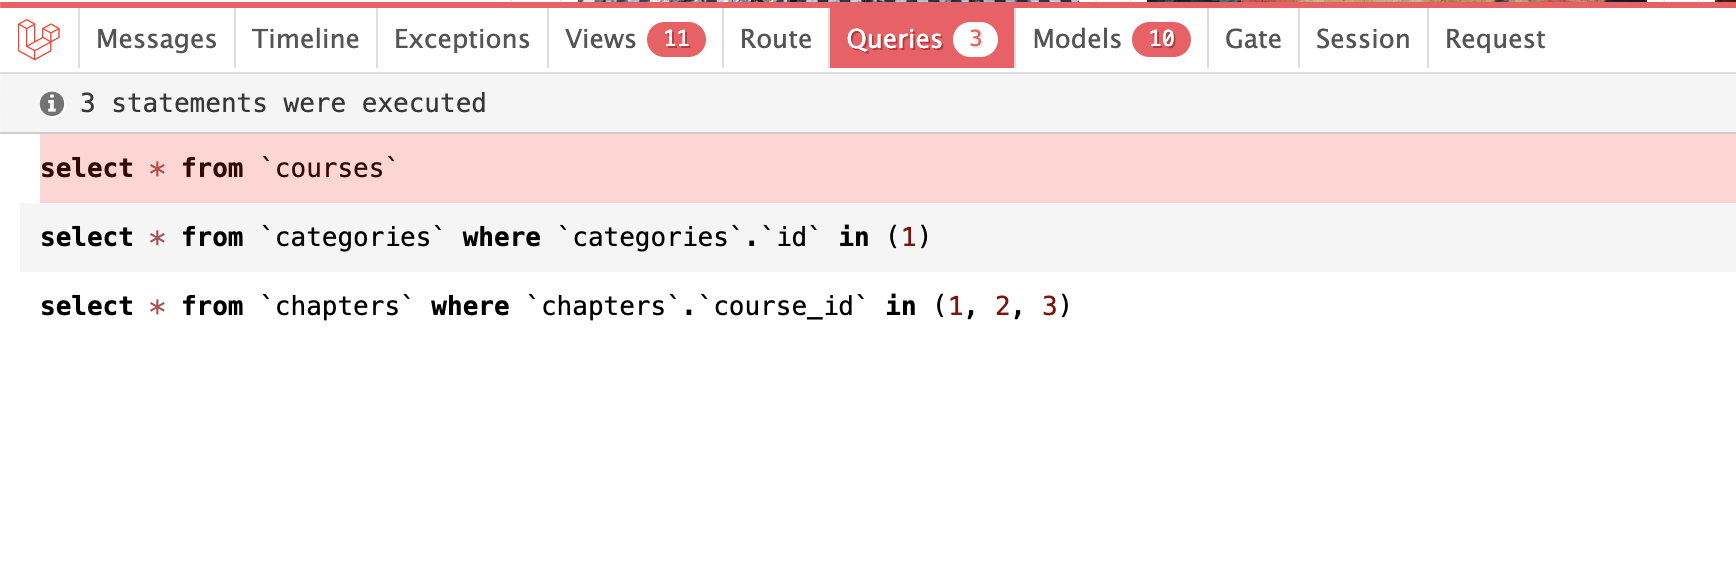 Messages Timeline Exceptions Views 11 Route Queries 3 Models 10 Gate Session Request
3 statements were executed
select * from `courses`
select * from `categories` where `categories`.`id` in (1)
select * from `chapters` where `chapters`.`course_id` in (1, 2, 3)